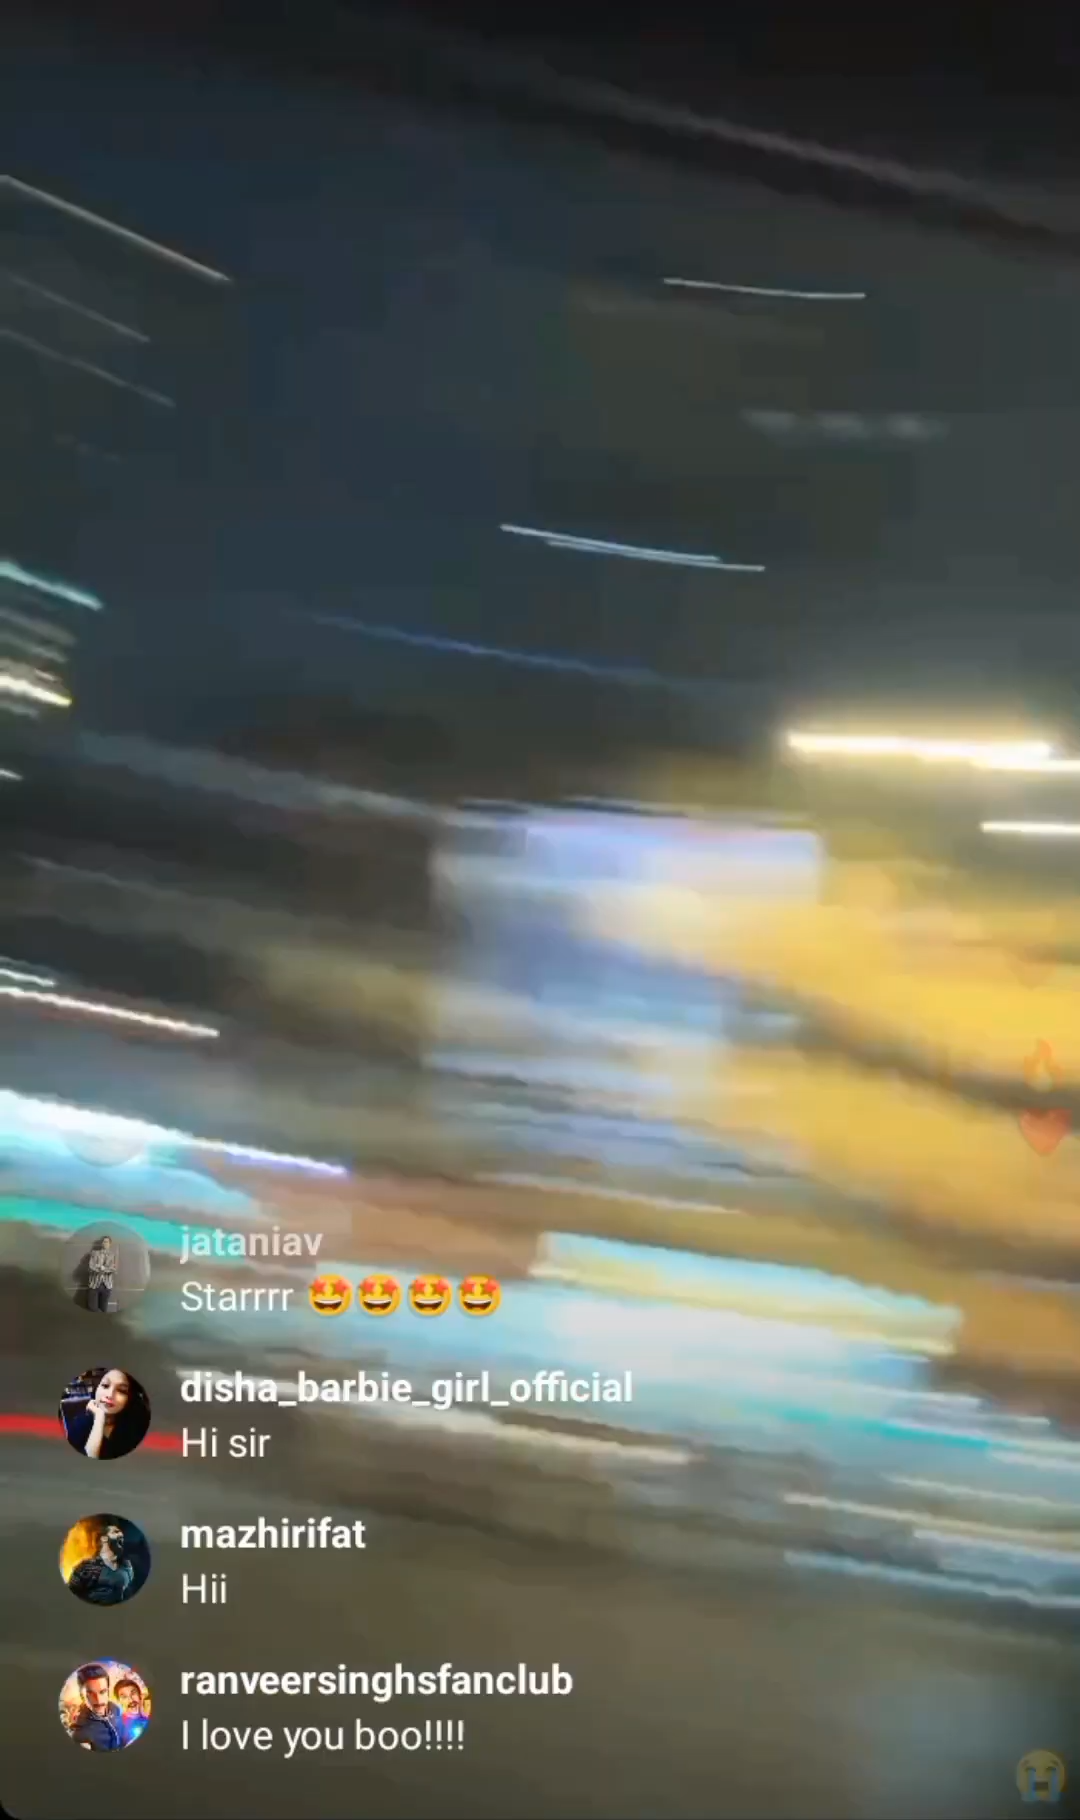 jataniav
Starrrr 🤩🤩🤩🤩
disha_barbie_girl_official
Hi sir
mazhirifat
Hii
ranveersinghsfanclub
I love you boo!!!!